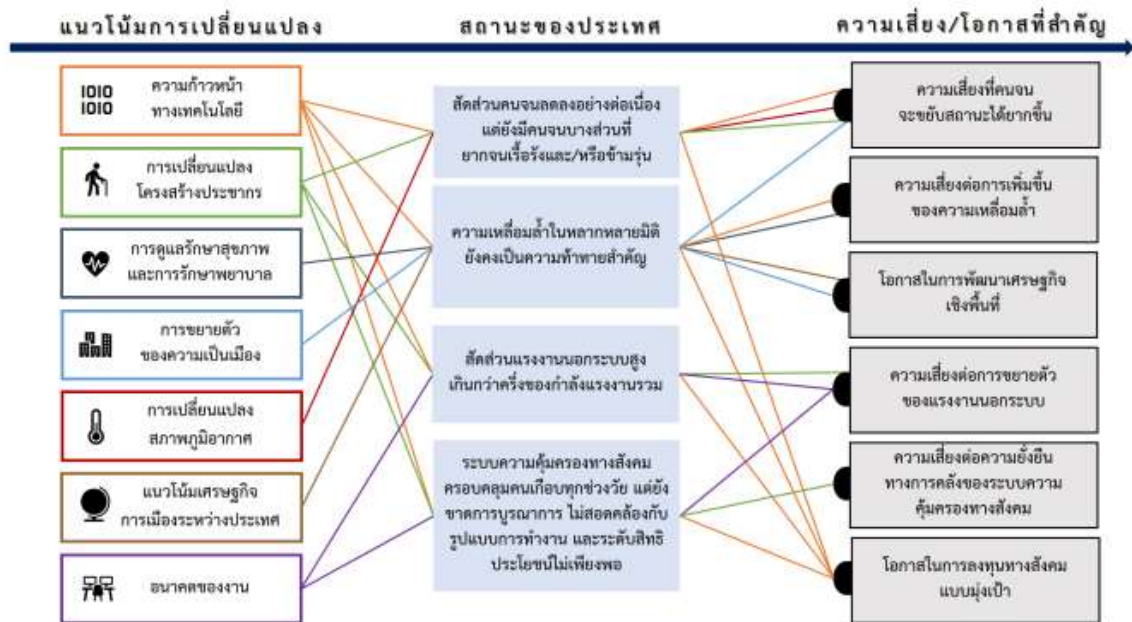 แนวโน้มการเปลี่ยนแปลง
สถานะของประเทศ
ความเสี่ยง/โอกาสที่สำคัญ
1010
1010
ความก้าวหน้า
ทางเทคโนโลยี
การเปลี่ยนแปลง
โครงสร้างประชากร
การดูแลรักษาสุขภาพ
และการรักษาพยาบาล
การขยายตัว
ของความเป็นเมือง
การเปลี่ยนแปลง
สภาพภูมิอากาศ
แนวโน้มเศรษฐกิจ
การเมืองระหว่างประเทศ
อนาคตของงาน
สัดส่วนคนจนลดลงอย่างต่อเนื่อง
แต่ยังมีคนจนบางส่วนที่
ยากจนเรื้อรังและ/หรือข้ามรุ่น
ความเหลื่อมล้ำในหลากหลายมิติ
ยังคงเป็นความท้าทายสำคัญ
สัดส่วนแรงงานนอกระบบสูง
เกินกว่าครึ่งของกำลังแรงงานรวม
ระบบความคุ้มครองทางสังคม
ครอบคลุมคนเกือบทุกช่วงวัย แต่ยัง
ขาดการบูรณาการ ไม่สอดคล้องกับ
รูปแบบการทำงาน และระดับสิทธิ
ประโยชน์ไม่เพียงพอ
ความเสี่ยงที่คนจน
จะขยับสถานะได้ยากขึ้น
ความเสี่ยงต่อการเพิ่มขึ้น
ของความเหลื่อมล้ำ
โอกาสในการพัฒนาเศรษฐกิจ
เชิงพื้นที่
ความเสี่ยงต่อการขยายตัว
ของแรงงานนอกระบบ
ความเสี่ยงต่อความยั่งยืน
ทางการคลังของระบบความ
คุ้มครองทางสังคม
โอกาสในการลงทุนทางสังคม
แบบมุ่งเป้า